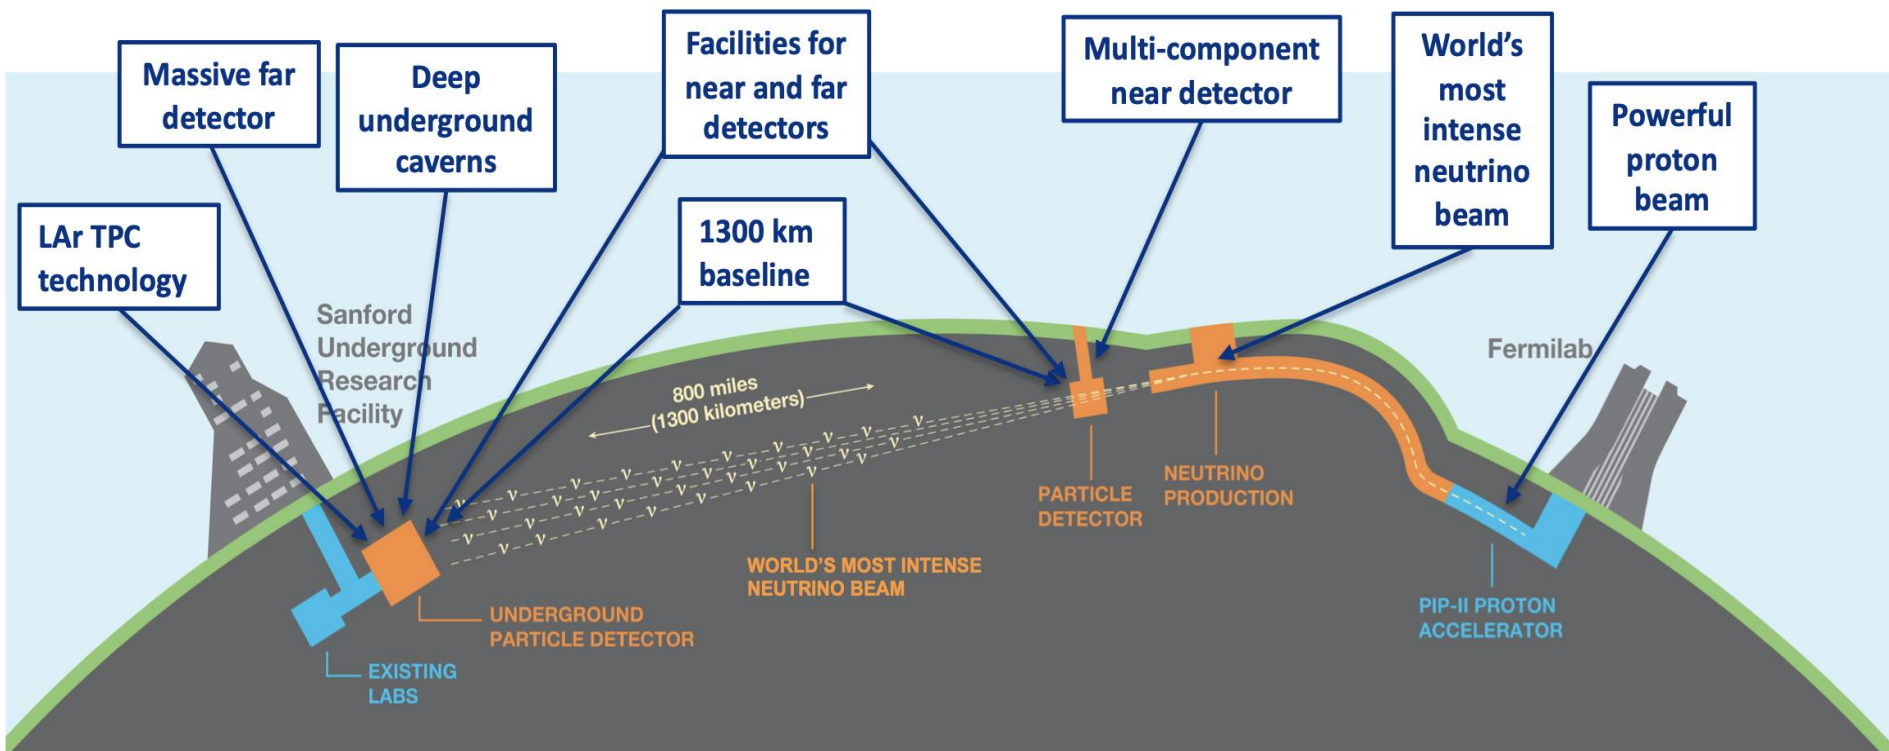 Massive far
detector
Deep
underground
caverns
Facilities for
near and far
detectors
Multi-component
near detector
World's
most
intense
neutrino
beam
Powerful
proton
beam
LAr TPC
technology
1300 km
baseline
Sanford
Underground
Research
Facility
Fermilab
800 miles
(1300 kilometers)
ν ν ν ν ν ν ν ν ν
ν ν ν ν ν ν ν ν ν
ν ν ν ν ν ν ν ν ν
ν ν ν ν ν ν ν ν ν
PARTICLE
DETECTOR
NEUTRINO
PRODUCTION
WORLD'S MOST INTENSE
NEUTRINO BEAM
UNDERGROUND
PARTICLE DETECTOR
PIP-II PROTON
ACCELERATOR
EXISTING
LABS